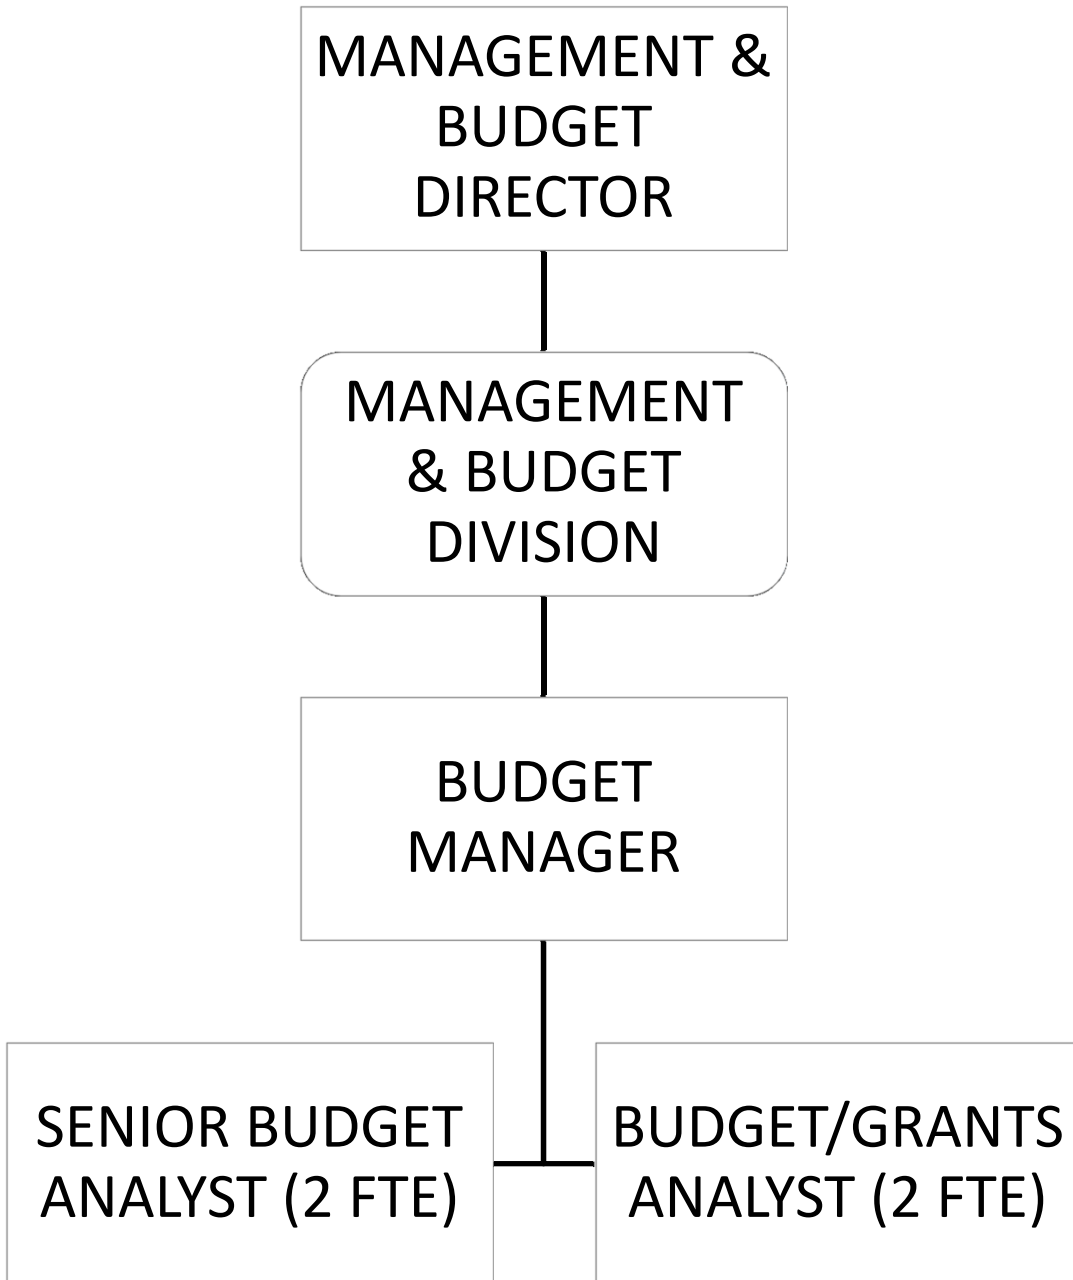 MANAGEMENT &
BUDGET
DIRECTOR
MANAGEMENT
& BUDGET
DIVISION
BUDGET
MANAGER
SENIOR BUDGET
ANALYST (2 FTE)
BUDGET/GRANTS
ANALYST (2 FTE)